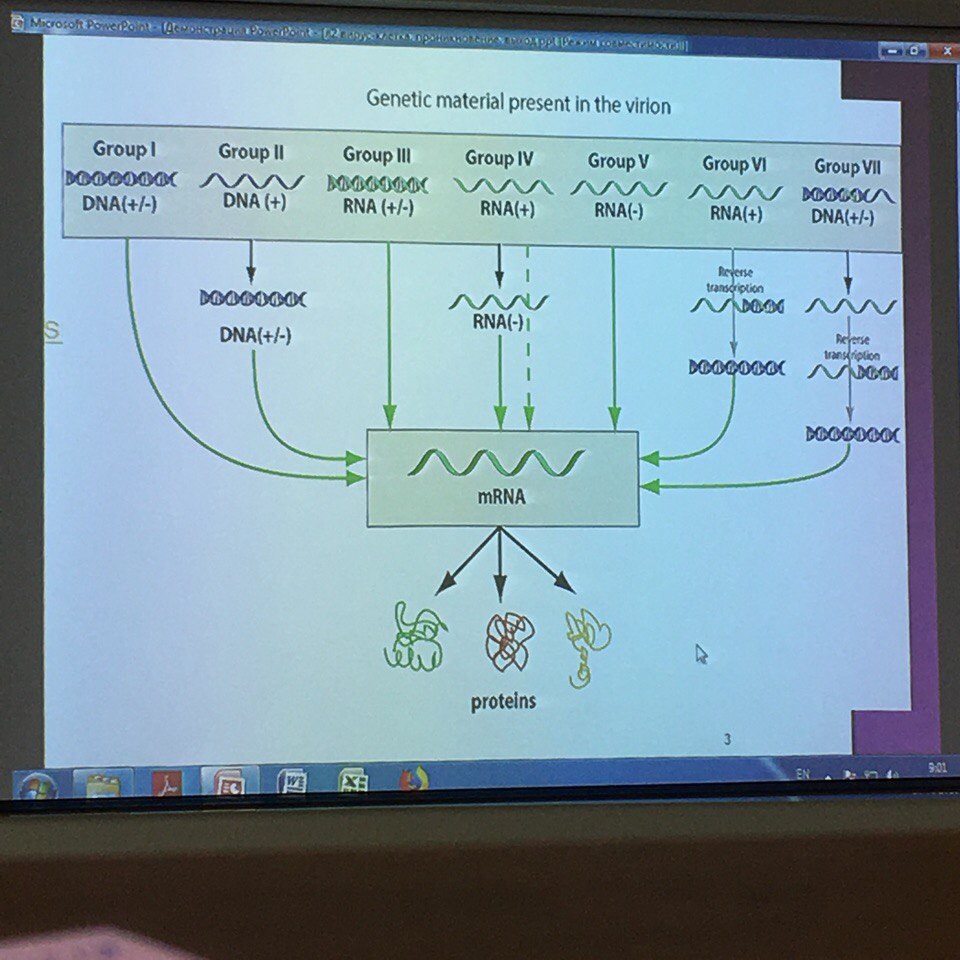 Microsoft PowerPoint - [Демонстрация PowerPoint - [
Genetic material present in the virion
Group I
Group II
Group III
Group IV
Group V
Group VI
Group VII
DNA(+/-)
DNA (+)
RNA (+/-)
RNA(+)
RNA(-)
RNA(+)
DNA(+/-)
Reverse
transcription
RNA(-)
DNA(+/-)
S
Reverse
transcription
mRNA
proteins
3
EN
9:01